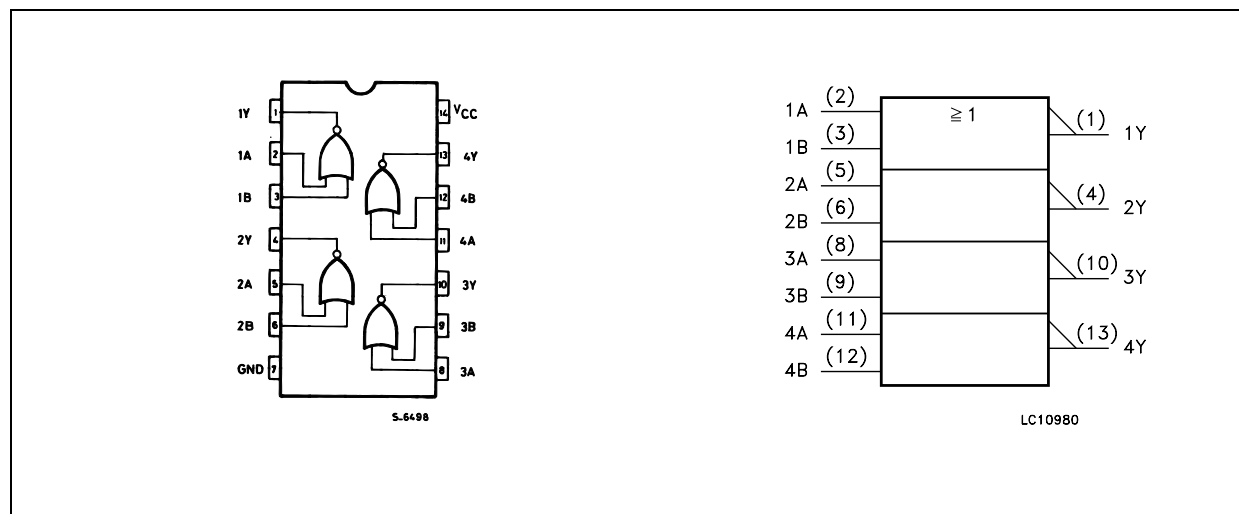 1Y 1 14 VCC
1A 2 13 4Y
1B 3 12 4B
2Y 4 11 4A
2A 5 10 3Y
2B 6 9 3B
GND 7 8 3A
S-6498
1A (2) ≧ 1 (1) 1Y
1B (3)
2A (5) (4) 2Y
2B (6)
3A (8) (10) 3Y
3B (9)
4A (11) (13) 4Y
4B (12)
LC10980